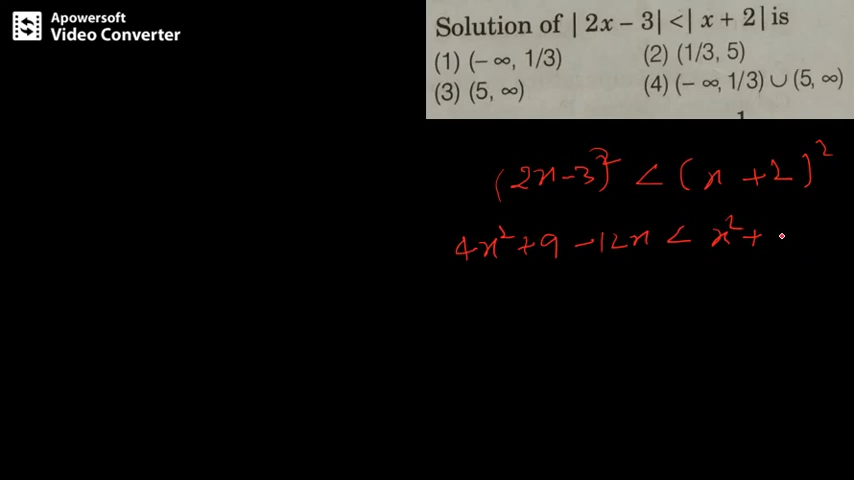 Apowersoft
Video Converter
Solution of | 2x − 3| <| x + 2| is
(1) (− ∞, 1/3) (2) (1/3, 5)
(3) (5, ∞) (4) (− ∞, 1/3) ∪ (5, ∞)
(2x-3)² < (x +2)²
4x² +9 -12x < x² +